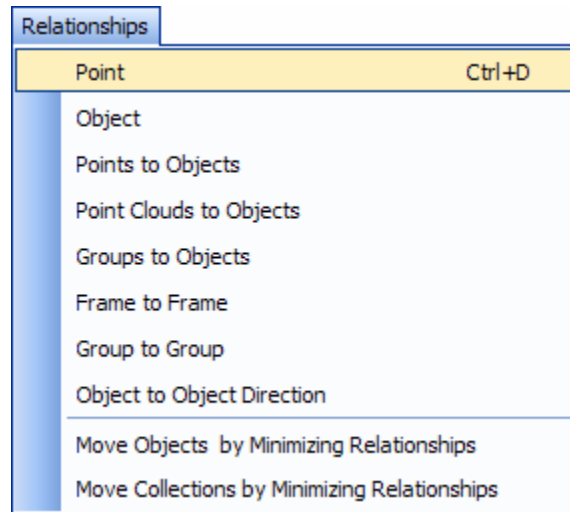 Relationships
Point Ctrl+D
Object
Points to Objects
Point Clouds to Objects
Groups to Objects
Frame to Frame
Group to Group
Object to Object Direction
Move Objects by Minimizing Relationships
Move Collections by Minimizing Relationships